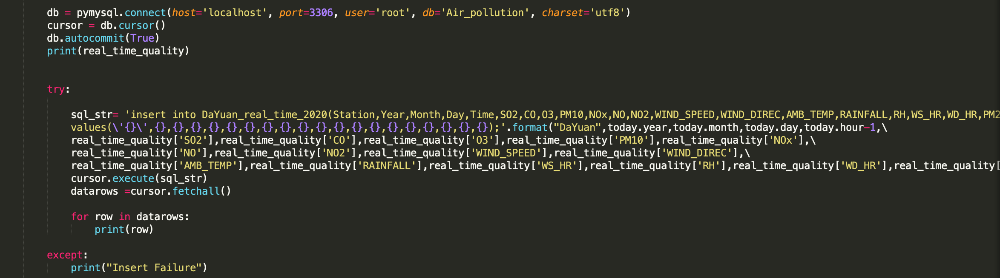 db = pymysql.connect(host='localhost', port=3306, user='root', db='Air_pollution', charset='utf8')
cursor = db.cursor()
db.autocommit(True)
print(real_time_quality)
try:
sql_str= 'insert into DaYuan_real_time_2020(Station,Year,Month,Day,Time,SO2,CO,O3,PM10,NOx,NO,NO2,WIND_SPEED,WIND_DIREC,AMB_TEMP,RAINFALL,RH,WS_HR,WD_HR,PM2
values(\'{}\',{},{},{},{},{},{},{},{},{},{},{},{},{},{},{},{},{},{},{});'.format("DaYuan",today.year,today.month,today.day,today.hour-1,\
real_time_quality['SO2'],real_time_quality['CO'],real_time_quality['O3'],real_time_quality['PM10'],real_time_quality['NOx'],\
real_time_quality['NO'],real_time_quality['NO2'],real_time_quality['WIND_SPEED'],real_time_quality['WIND_DIREC'],\
real_time_quality['AMB_TEMP'],real_time_quality['RAINFALL'],real_time_quality['WS_HR'],real_time_quality['RH'],real_time_quality['WD_HR'],real_time_quality[
cursor.execute(sql_str)
datarows =cursor.fetchall()
for row in datarows:
print(row)
except:
print("Insert Failure")